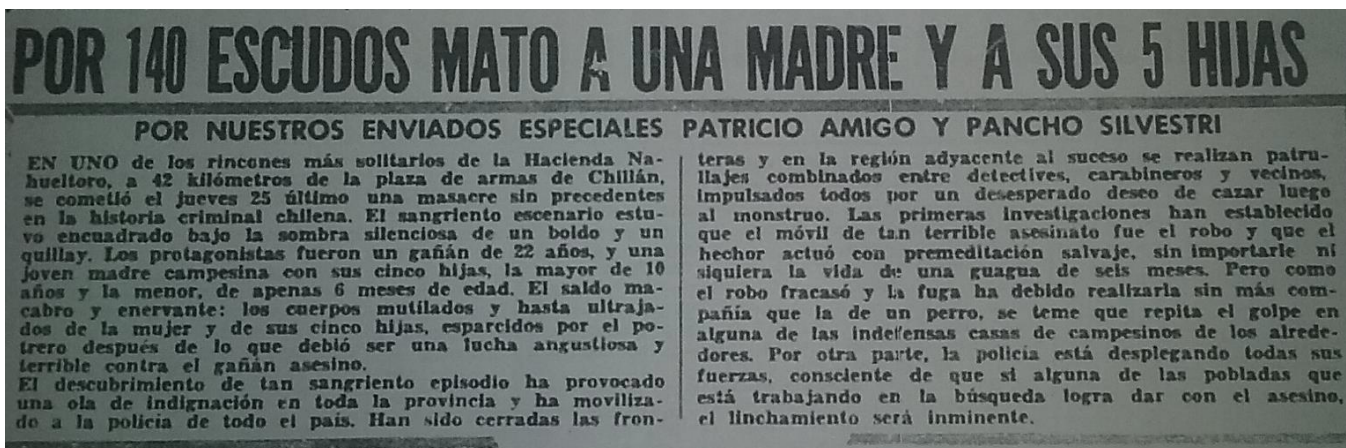 POR 140 ESCUDOS MATO A UNA MADRE Y A SUS 5 HIJAS
POR NUESTROS ENVIADOS ESPECIALES PATRICIO AMIGO Y PANCHO SILVESTRI
EN UNO de los rincones más solitarios de la Hacienda Na-
hueltoro, a 42 kilómetros de la plaza de armas de Chillán,
se cometió el jueves 25 último una masacre sin precedentes
en la historia criminal chilena. El sangriento escenario estu-
vo encuadrado bajo la sombra silenciosa de un boldo y un
quillay. Los protagonistas fueron un gañán de 22 años, y una
joven madre campesina con sus cinco hijas, la mayor de 10
años y la menor, de apenas 6 meses de edad. El saldo ma-
cabro y enervante: los cuerpos mutilados y hasta ultraja-
dos de la mujer y de sus cinco hijas, esparcidos por el po-
trero después de lo que debió ser una lucha angustiosa y
terrible contra el gañán asesino.
El descubrimiento de tan sangriento episodio ha provocado
una ola de indignación en toda la provincia y ha moviliza-
do a la policía de todo el país. Han sido cerradas las fron-
teras y en la región adyacente al suceso se realizan patru-
llajes combinados entre detectives, carabineros y vecinos,
impulsados todos por un desesperado deseo de cazar luego
al monstruo. Las primeras investigaciones han establecido
que el móvil de tan terrible asesinato fue el robo y que el
hechor actuó con premeditación salvaje, sin importarle ni
siquiera la vida de una guagua de seis meses. Pero como
el robo fracasó y la fuga ha debido realizarla sin más com-
pañía que la de un perro, se teme que repita el golpe en
alguna de las indefensas casas de campesinos de los alrede-
dores. Por otra parte, la policía está desplegando todas sus
fuerzas, consciente de que si alguna de las pobladas que
está trabajando en la búsqueda logra dar con el asesino,
el linchamiento será inminente.